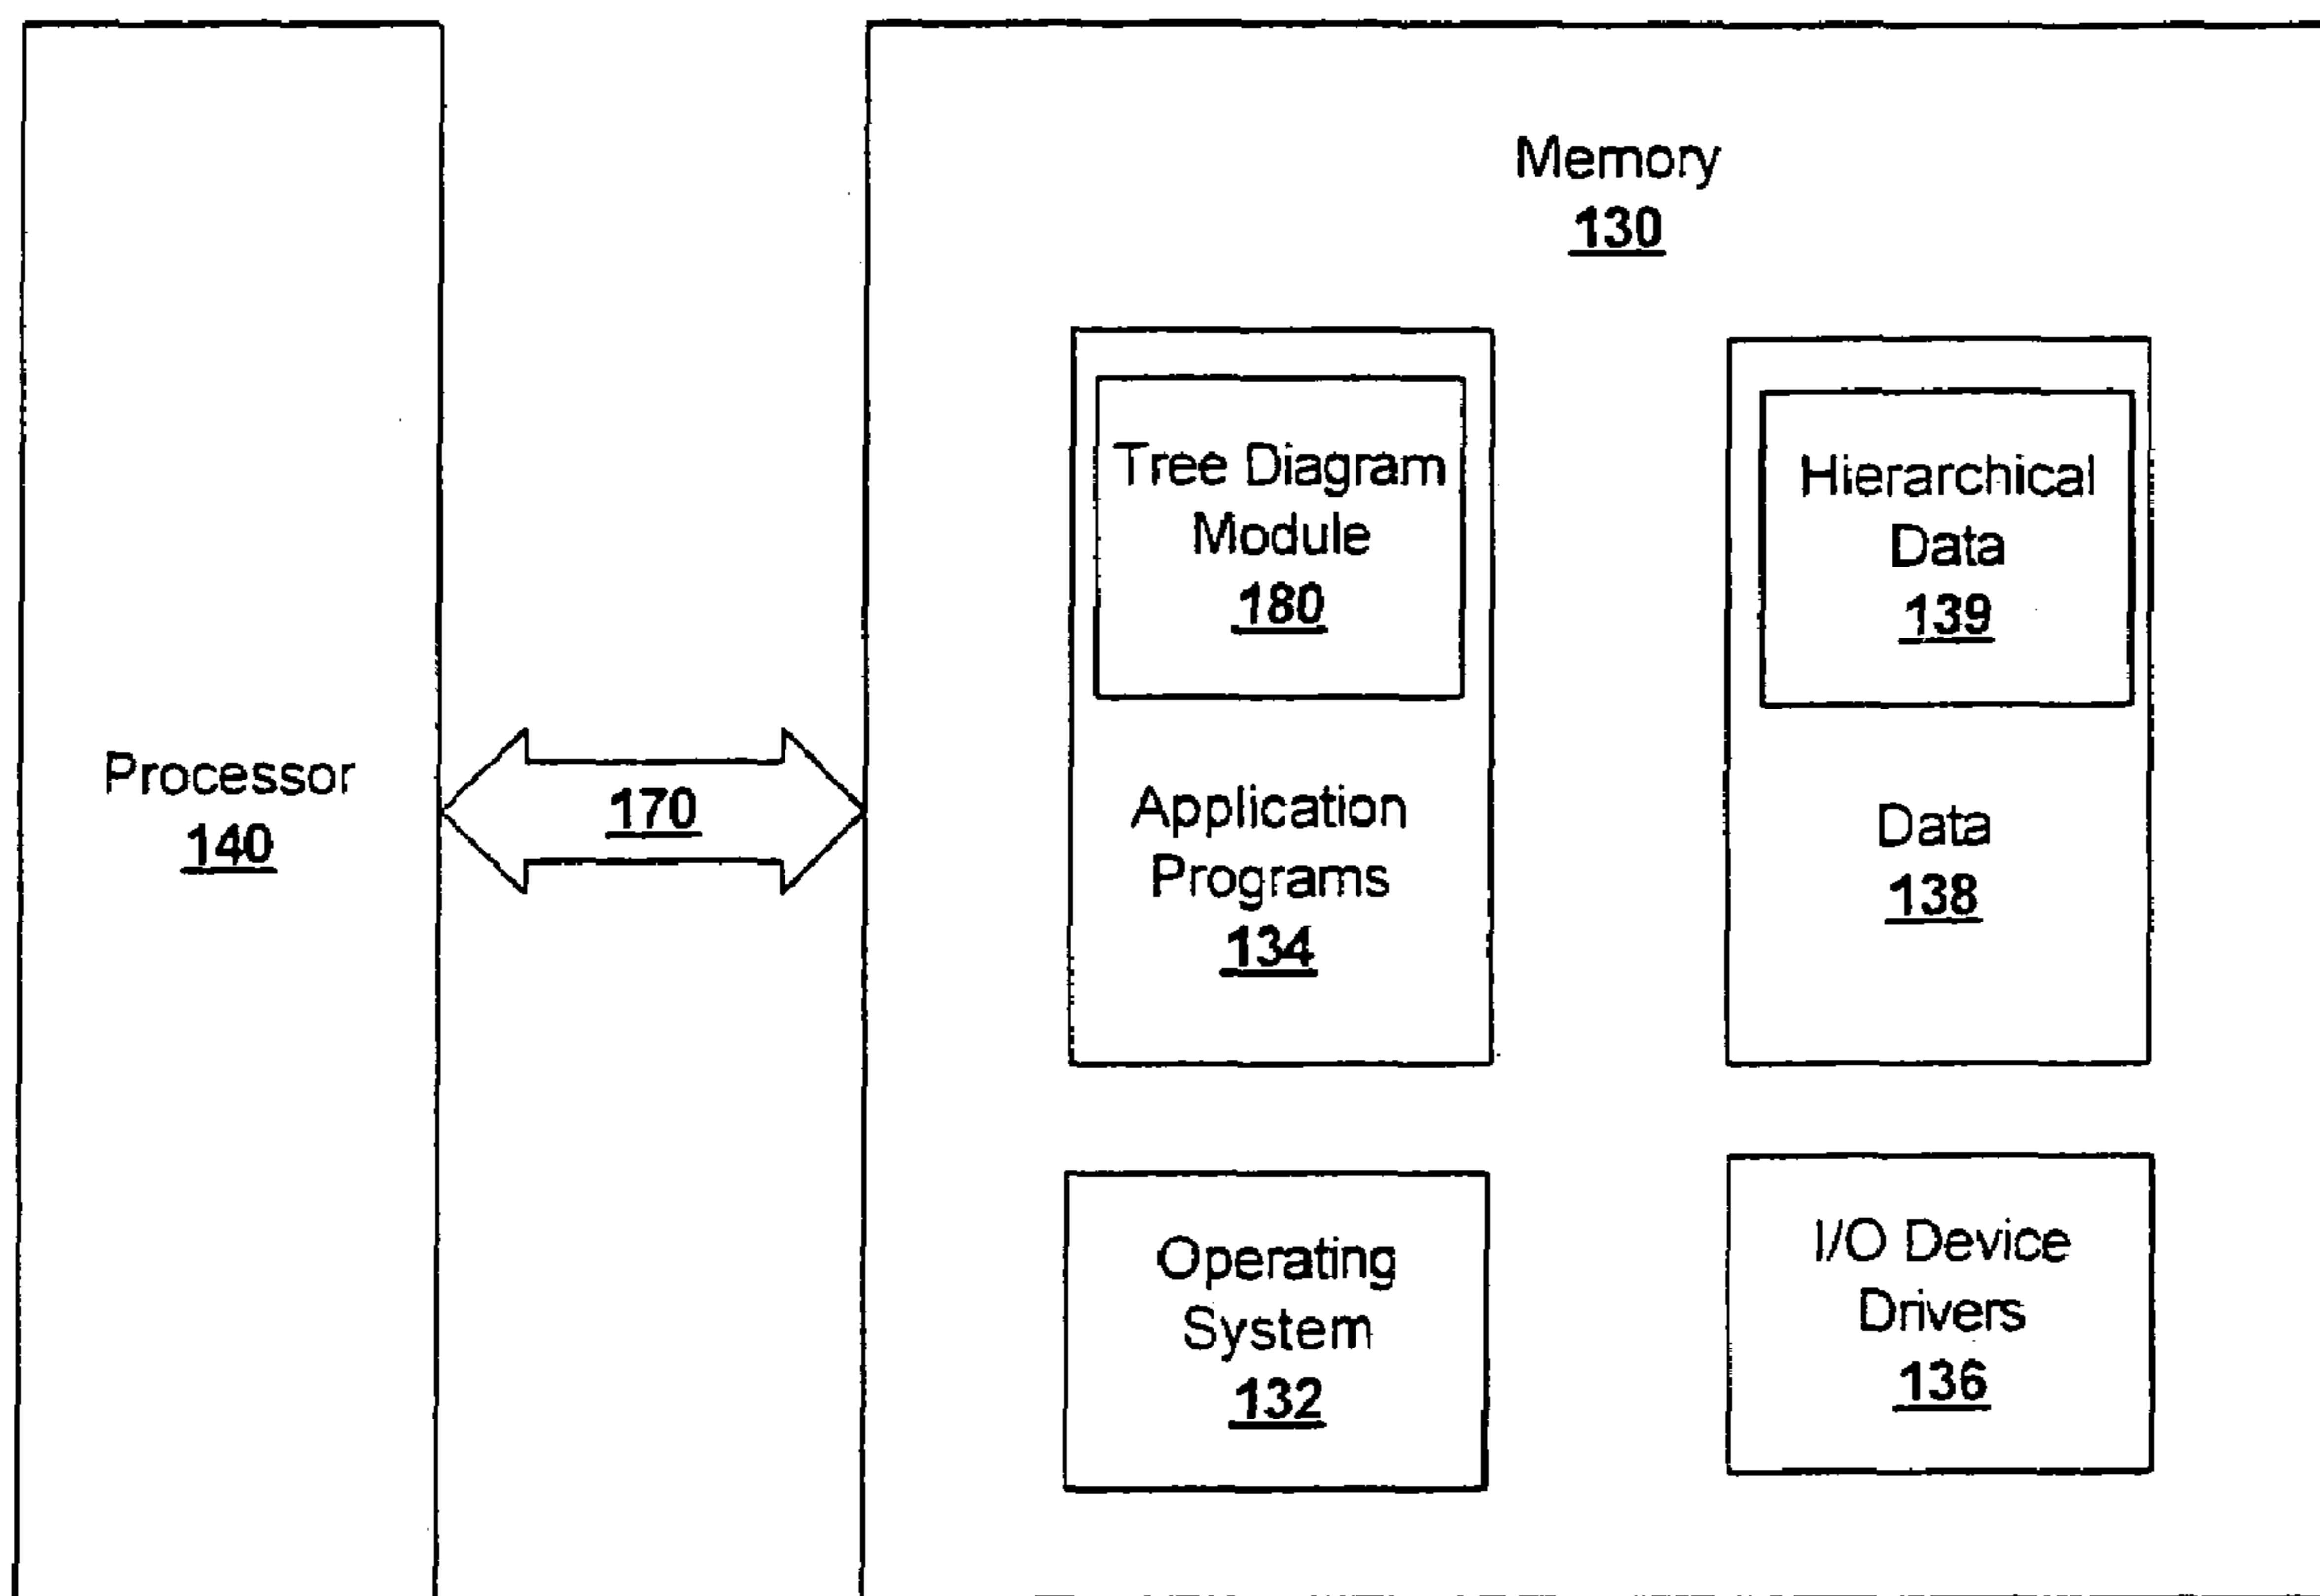 Memory
130
Tree Diagram
Module
180
Hierarchical
Data
139
Processor
140
170
Application
Programs
134
Data
138
Operating
System
132
I/O Device
Drivers
136